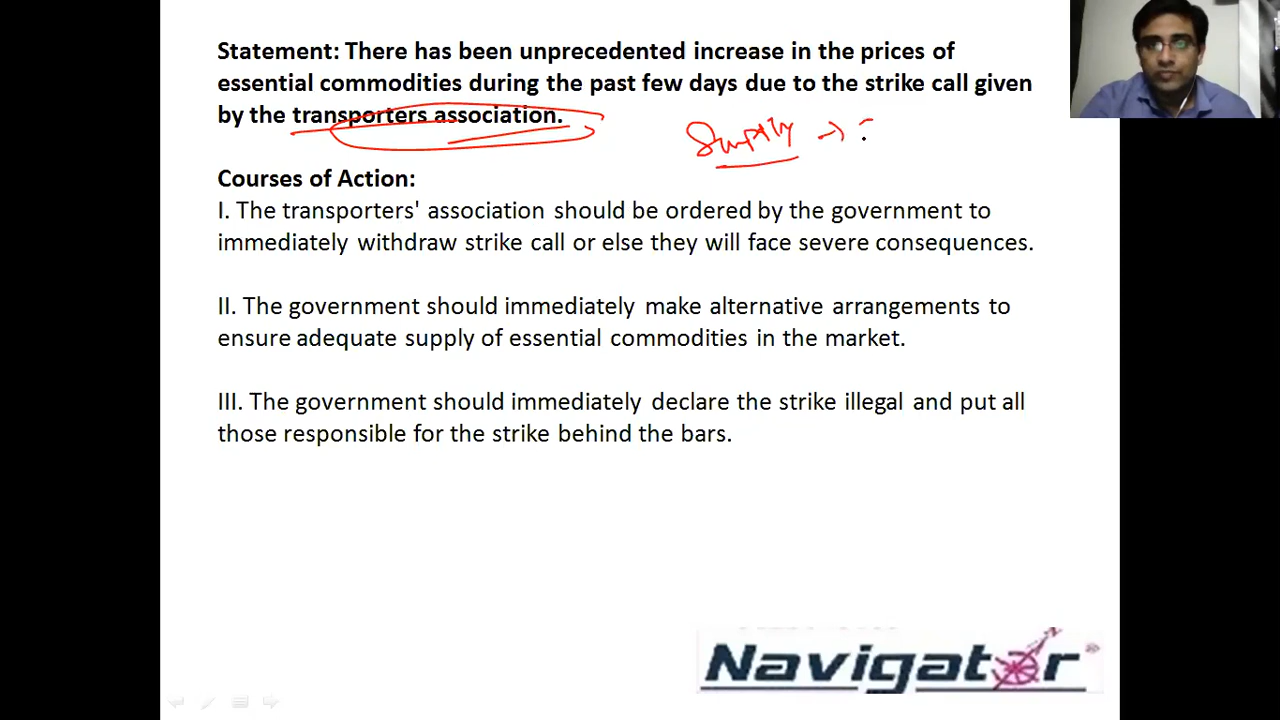 Statement: There has been unprecedented increase in the prices of
essential commodities during the past few days due to the strike call given
by the transporters association.
Supply →
Courses of Action:
I. The transporters' association should be ordered by the government to
immediately withdraw strike call or else they will face severe consequences.
II. The government should immediately make alternative arrangements to
ensure adequate supply of essential commodities in the market.
III. The government should immediately declare the strike illegal and put all
those responsible for the strike behind the bars.
Navigator